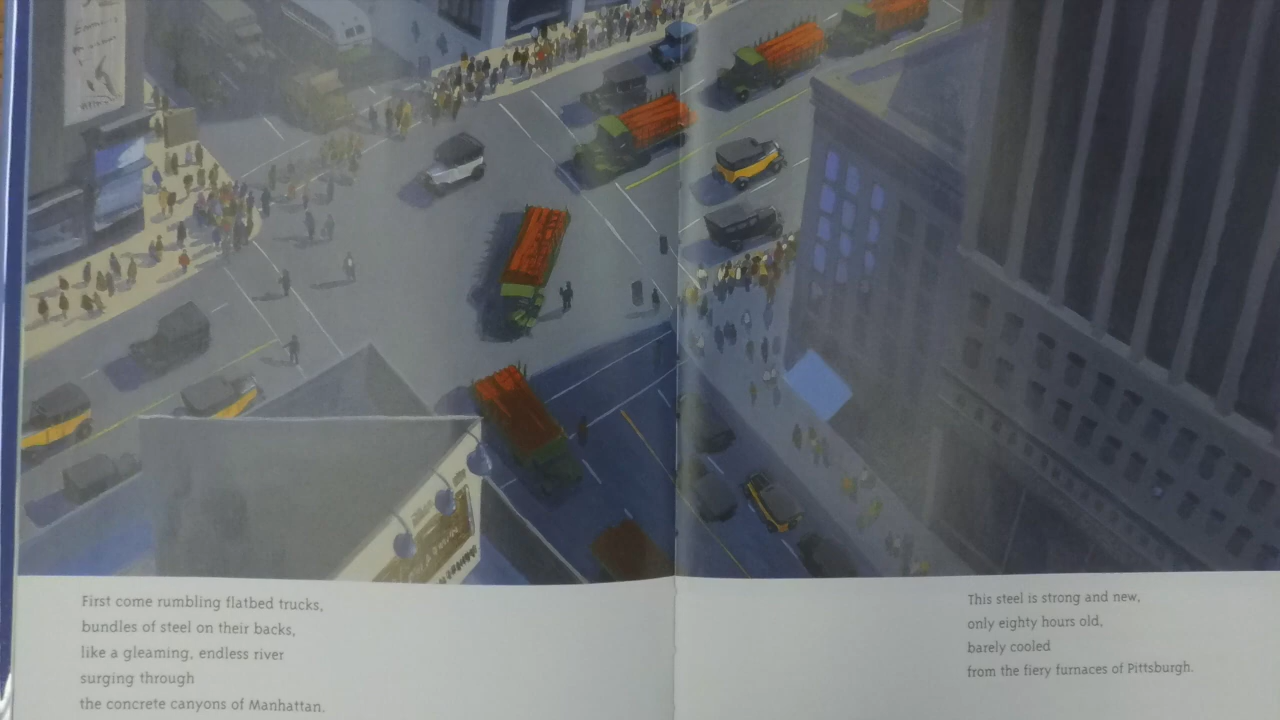 First come rumbling flatbed trucks,
bundles of steel on their backs,
like a gleaming, endless river
surging through
the concrete canyons of Manhattan.
This steel is strong and new,
only eighty hours old,
barely cooled
from the fiery furnaces of Pittsburgh.